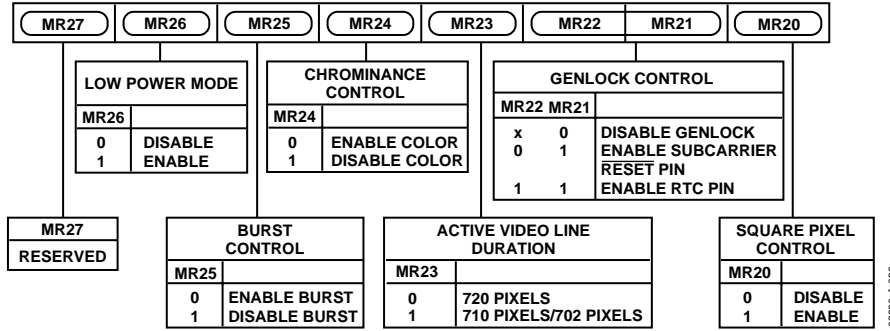 MR27 MR26 MR25 MR24 MR23 MR22 MR21 MR20
LOW POWER MODE
MR26
0 DISABLE
1 ENABLE
CHROMINANCE
CONTROL
MR24
0 ENABLE COLOR
1 DISABLE COLOR
GENLOCK CONTROL
MR22 MR21
x 0 DISABLE GENLOCK
0 1 ENABLE SUBCARRIER
RESET PIN
1 1 ENABLE RTC PIN
MR27
RESERVED
BURST
CONTROL
MR25
0 ENABLE BURST
1 DISABLE BURST
ACTIVE VIDEO LINE
DURATION
MR23
0 720 PIXELS
1 710 PIXELS/702 PIXELS
SQUARE PIXEL
CONTROL
MR20
0 DISABLE
1 ENABLE